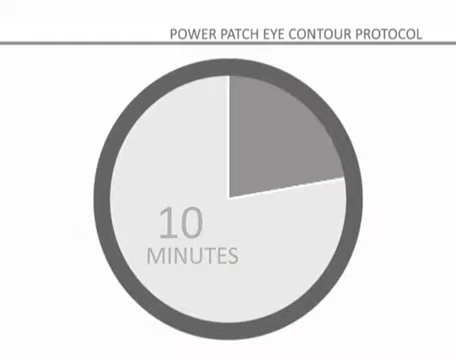 POWER PATCH EYE CONTOUR PROTOCOL
10
MINUTES